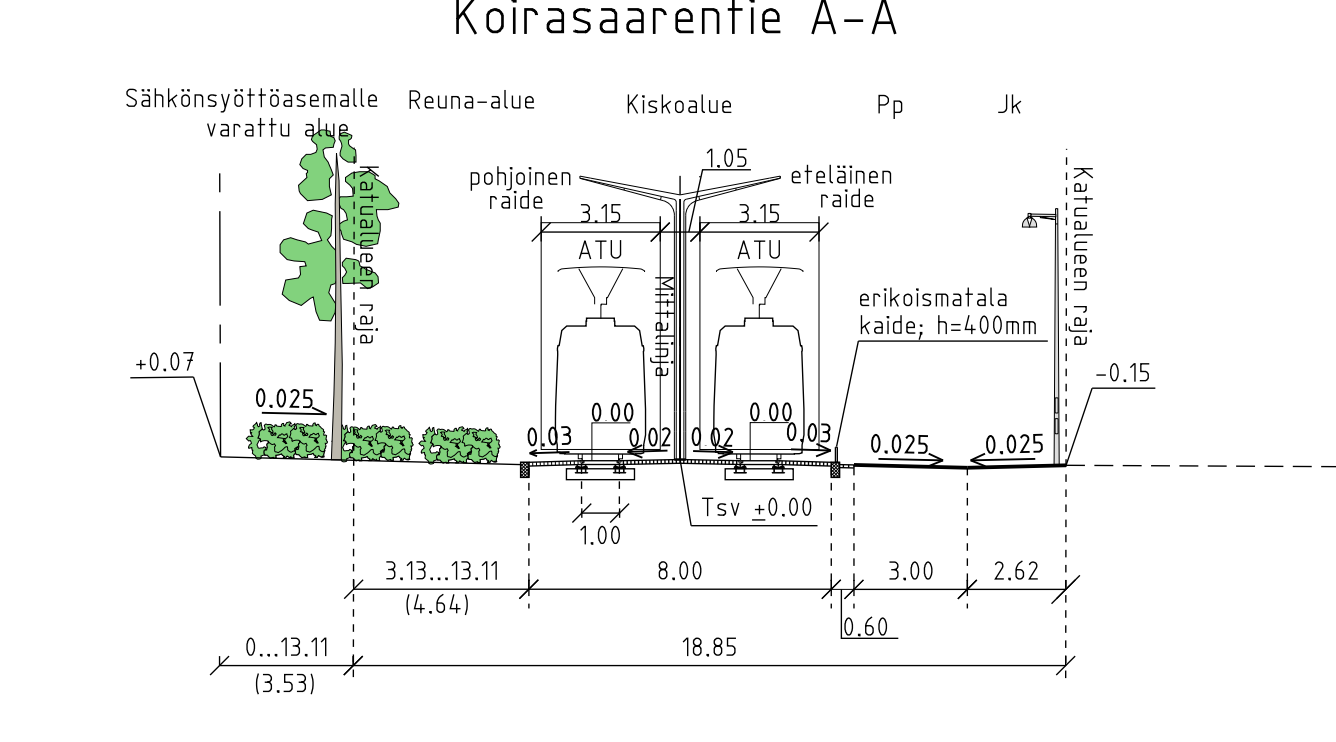 Koirasaarentie A-A
Sähkönsyöttöasemalle
varattu alue
Reuna-alue
Kiskoalue
Pp
Jk
Katualueen raja
pohjoinen
raide
1.05
eteläinen
raide
Katualueen raja
3.15
3.15
ATU
ATU
Mittalinja
erikoismatala
kaide; h=400mm
+0.07
-0.15
0.025
0.00
0.00
0.03
0.02
0.02
0.03
0.025
0.025
Tsv ±0.00
1.00
3.13...13.11
(4.64)
8.00
3.00
2.62
0.60
0...13.11
(3.53)
18.85